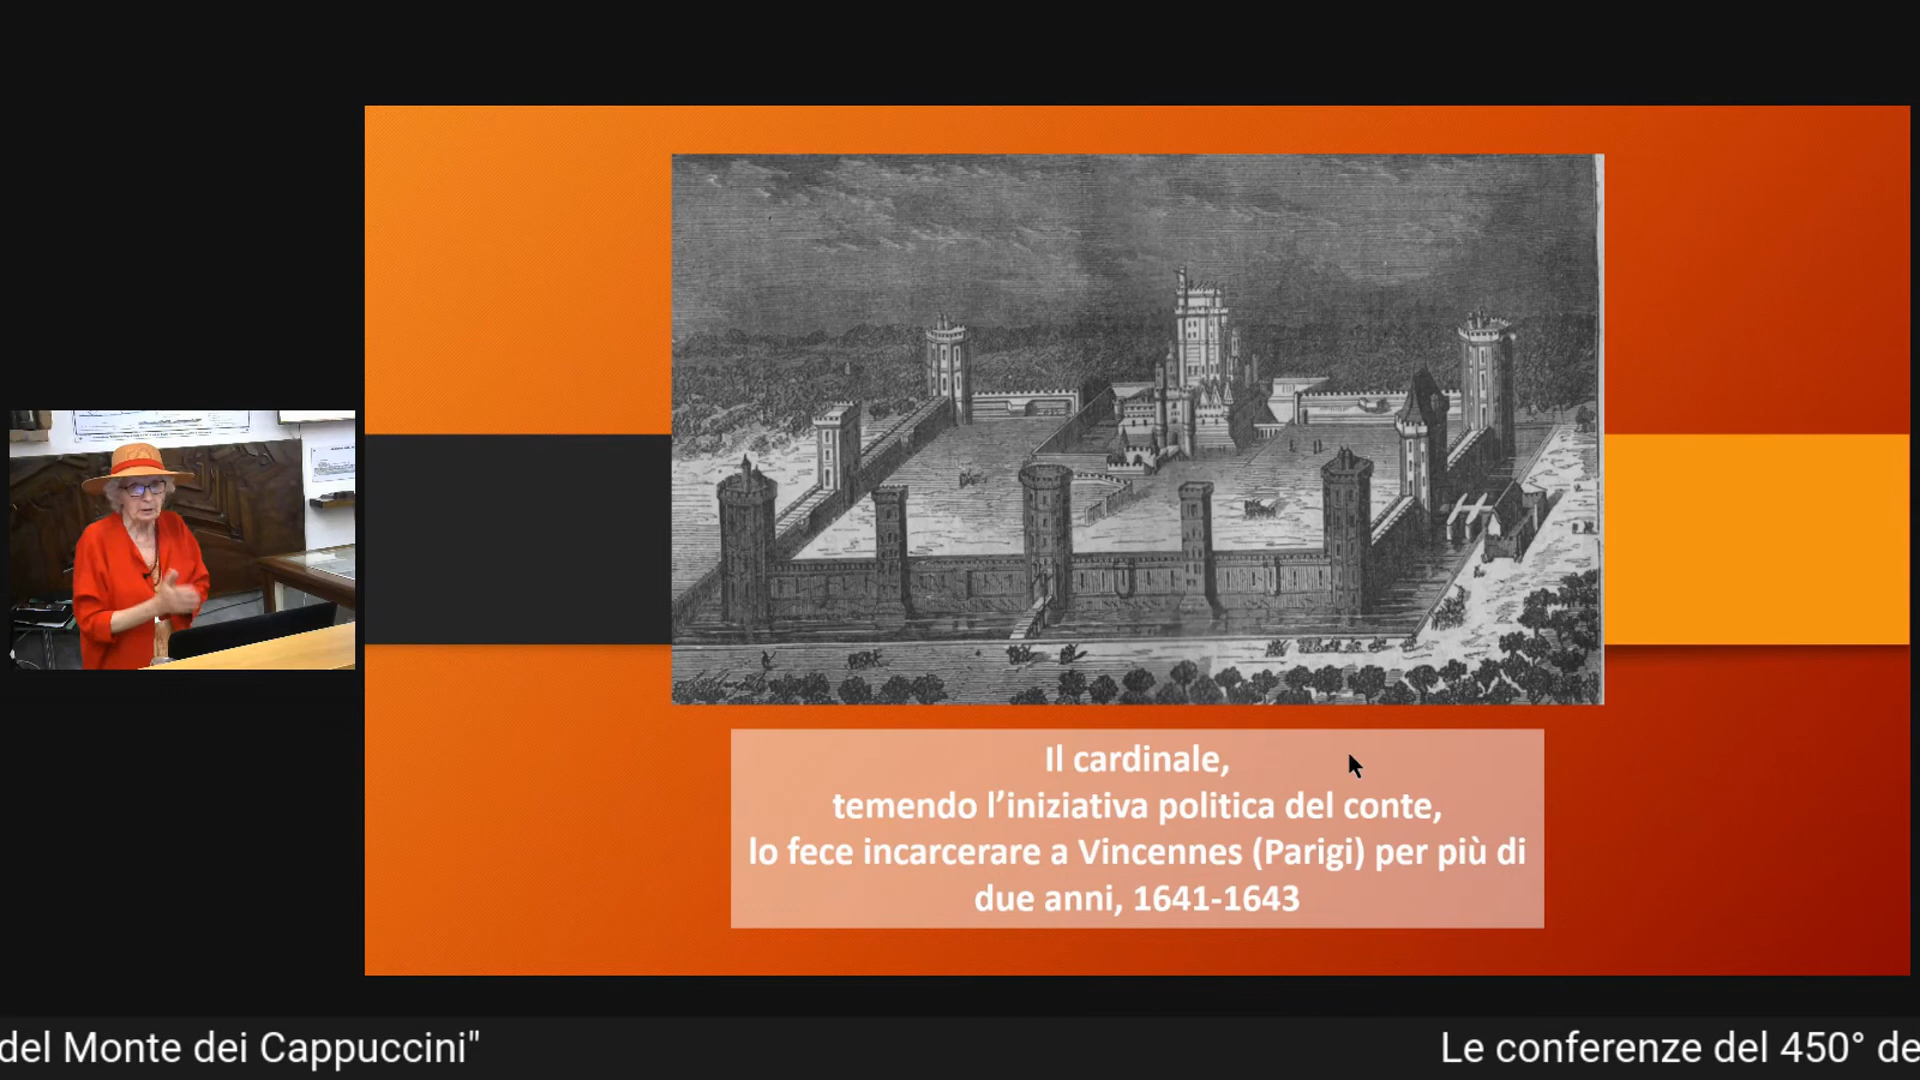 Il cardinale,
temendo l’iniziativa politica del conte,
lo fece incarcerare a Vincennes (Parigi) per più di
due anni, 1641-1643
del Monte dei Cappuccini" Le conferenze del 450° de